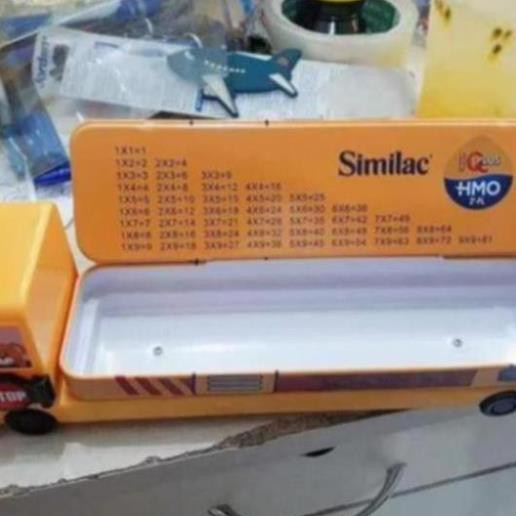 1X1=1
1X2=2 2X2=4
1X3=3 2X3=6 3X3=9
1X4=4 2X4=8 3X4=12 4X4=16
1X5=5 2X5=10 3X5=15 4X5=20 5X5=25
1X6=6 2X6=12 3X6=18 4X6=24 5X6=30 6X6=36
1X7=7 2X7=14 3X7=21 4X7=28 5X7=35 6X7=42 7X7=49
1X8=8 2X8=16 3X8=24 4X8=32 5X8=40 6X8=48 7X8=56 8X8=64
1X9=9 2X9=18 3X9=27 4X9=36 5X9=45 6X9=54 7X9=63 8X9=72 9X9=81
Similac
IQ PLUS
HMO
TOP